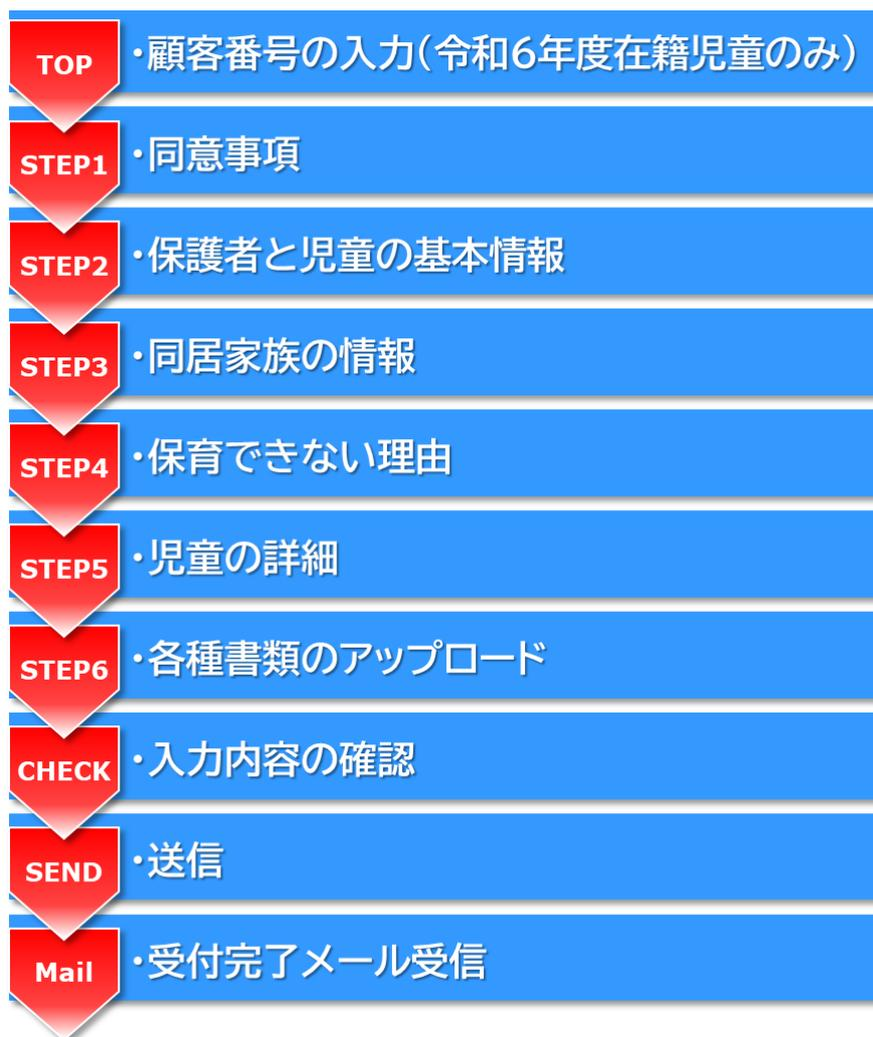 TOP ・顧客番号の入力（令和6年度在籍児童のみ）
STEP1 ・同意事項
STEP2 ・保護者と児童の基本情報
STEP3 ・同居家族の情報
STEP4 ・保育できない理由
STEP5 ・児童の詳細
STEP6 ・各種書類のアップロード
CHECK ・入力内容の確認
SEND ・送信
Mail ・受付完了メール受信